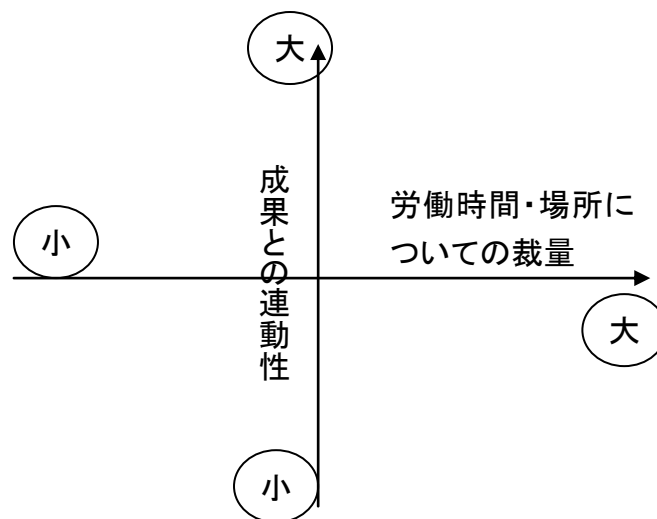 大
成果との連動性
労働時間・場所に
ついての裁量
小
大
小